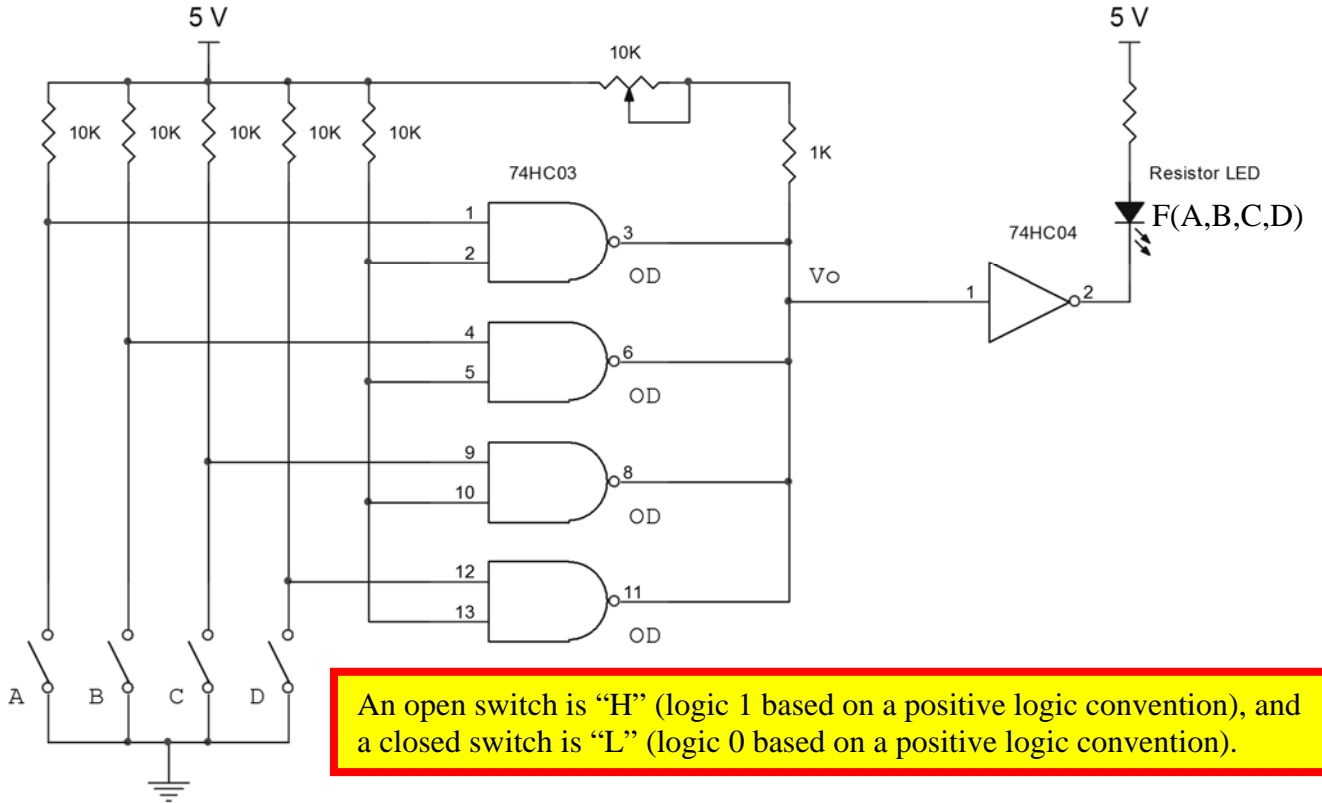 5 V
5 V
10K
10K
10K
10K
10K
10K
1K
74HC03
Resistor LED
F(A,B,C,D)
1
2
3
OD
74HC04
Vo
1
2
4
5
6
OD
9
10
8
OD
12
13
11
OD
A
B
C
D
An open switch is “H” (logic 1 based on a positive logic convention), and
a closed switch is “L” (logic 0 based on a positive logic convention).